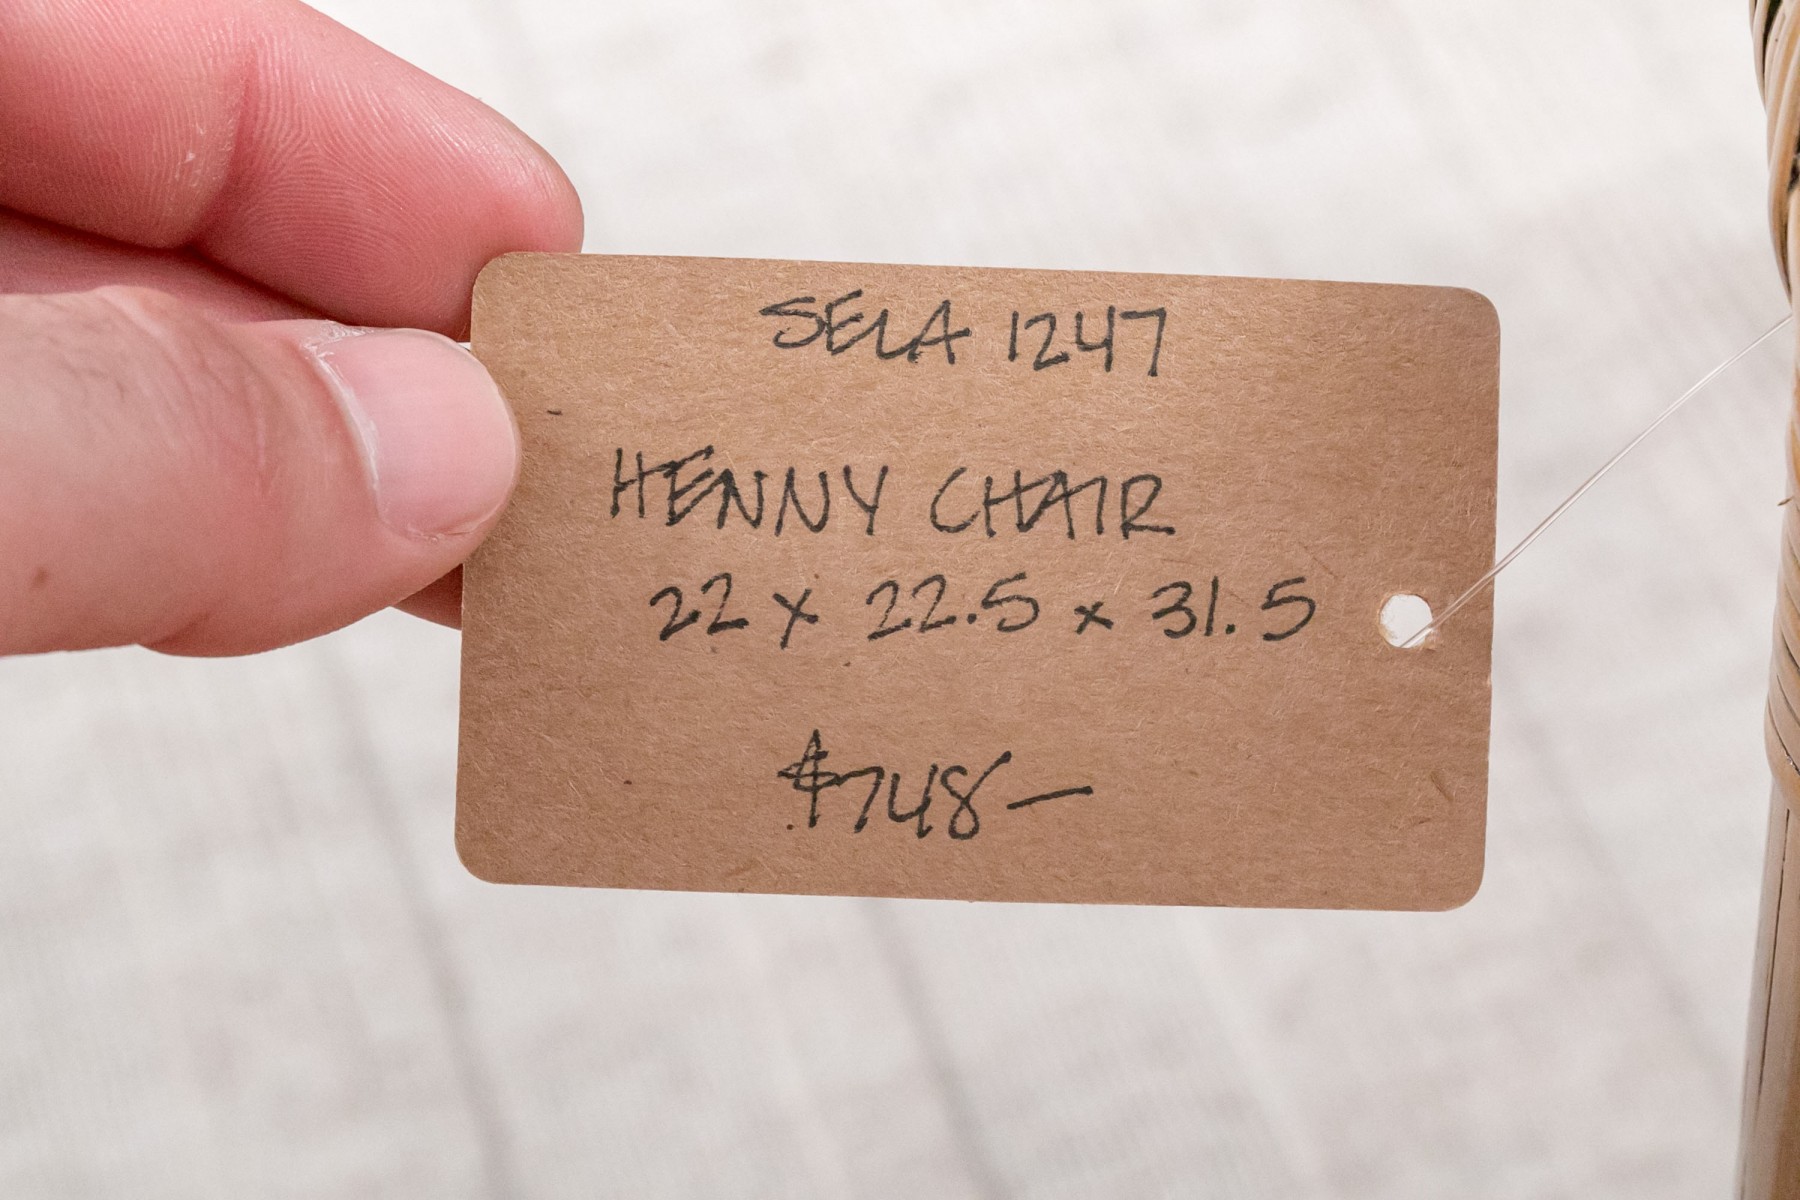 SELA 1247
HENNY CHAIR
22 x 22.5 x 31.5
$748—